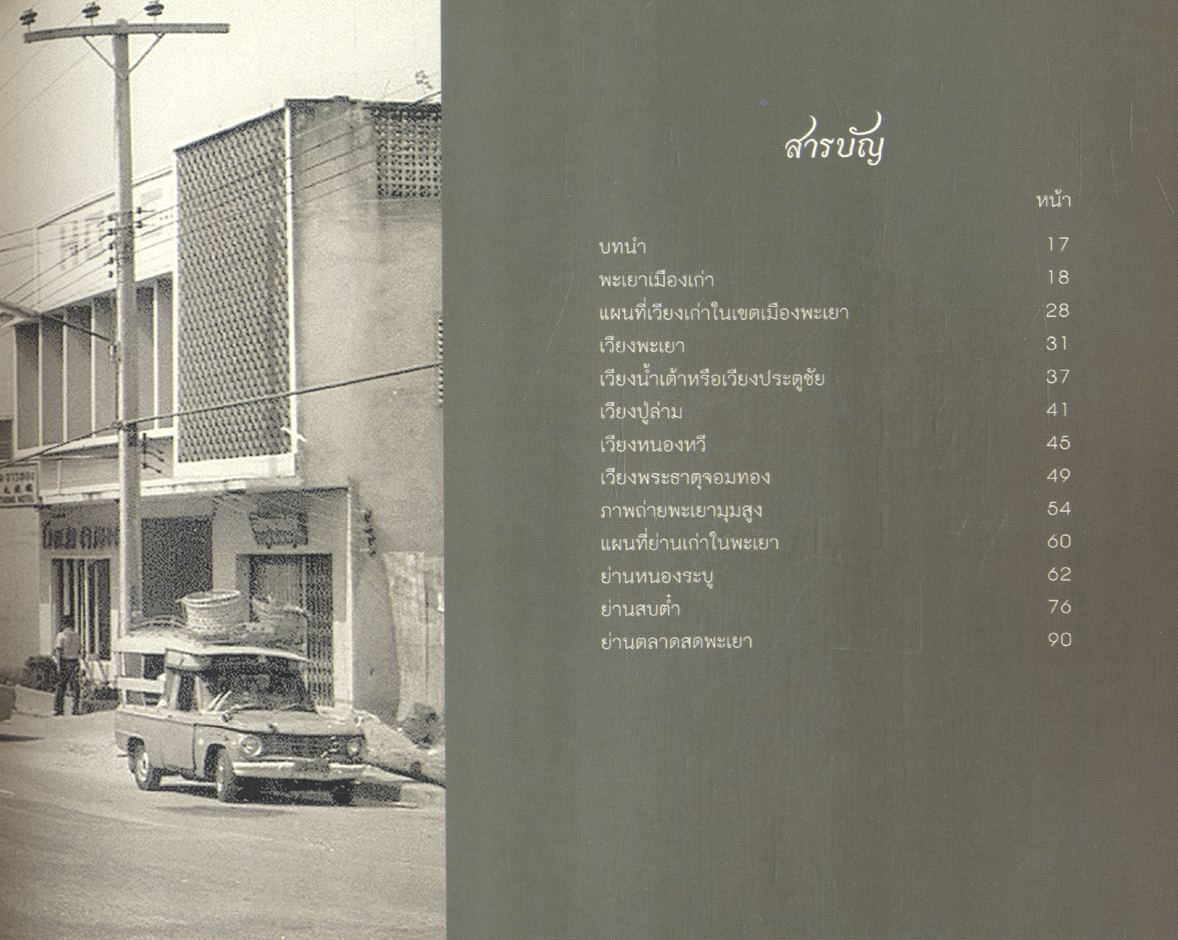 สารบัญ
หน้า
บทนำ 17
พะเยาเมืองเก่า 18
แผนที่เวียงเก่าในเขตเมืองพะเยา 28
เวียงพะเยา 31
เวียงน้ำเต้าหรือเวียงประตูชัย 37
เวียงปู่ล่าม 41
เวียงหนองหวี 45
เวียงพระธาตุจอมทอง 49
ภาพถ่ายพะเยามุมสูง 54
แผนที่ย่านเก่าในพะเยา 60
ย่านหนองระบู 62
ย่านสบต๋ำ 76
ย่านตลาดสดพะเยา 90